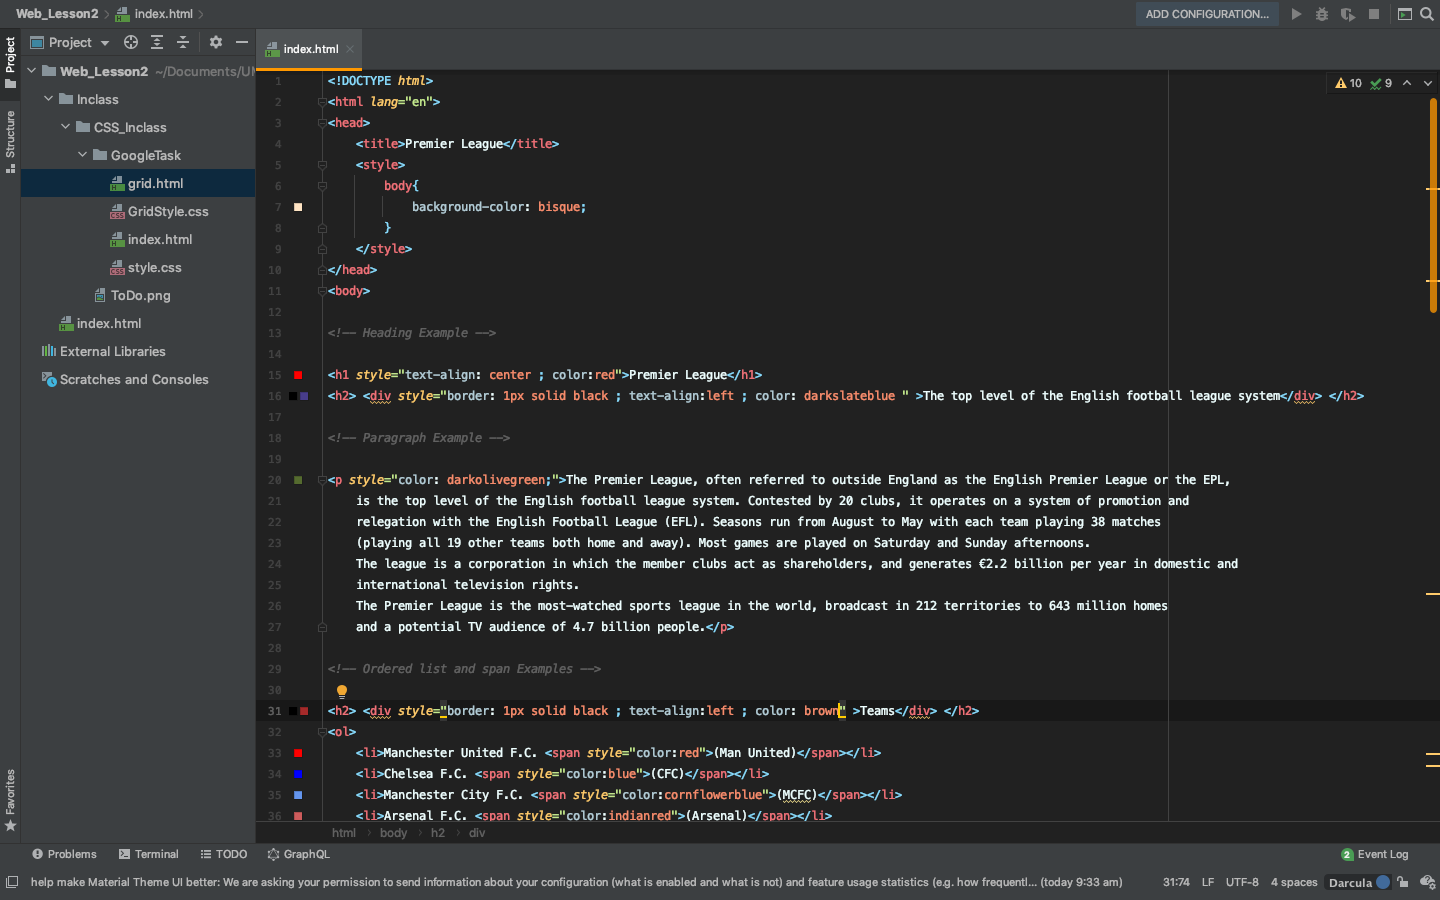 Web_Lesson2 index.html
ADD CONFIGURATION...
Project
index.html
Project
Structure
Favorites
Web_Lesson2 ~/Documents/UI
Inclass
CSS_Inclass
GoogleTask
grid.html
GridStyle.css
index.html
style.css
ToDo.png
index.html
External Libraries
Scratches and Consoles
10 9
1 <!DOCTYPE html>
2 <html lang="en">
3 <head>
4 <title>Premier League</title>
5 <style>
6 body{
7 background-color: bisque;
8 }
9 </style>
10 </head>
11 <body>
12
13 <!-- Heading Example -->
14
15 <h1 style="text-align: center ; color:red">Premier League</h1>
16 <h2> <div style="border: 1px solid black ; text-align:left ; color: darkslateblue " >The top level of the English football league system</div> </h2>
17
18 <!-- Paragraph Example -->
19
20 <p style="color: darkolivegreen;">The Premier League, often referred to outside England as the English Premier League or the EPL,
21 is the top level of the English football league system. Contested by 20 clubs, it operates on a system of promotion and
22 relegation with the English Football League (EFL). Seasons run from August to May with each team playing 38 matches
23 (playing all 19 other teams both home and away). Most games are played on Saturday and Sunday afternoons.
24 The league is a corporation in which the member clubs act as shareholders, and generates €2.2 billion per year in domestic and
25 international television rights.
26 The Premier League is the most-watched sports league in the world, broadcast in 212 territories to 643 million homes
27 and a potential TV audience of 4.7 billion people.</p>
28
29 <!-- Ordered list and span Examples -->
30
31 <h2> <div style="border: 1px solid black ; text-align:left ; color: brown" >Teams</div> </h2>
32 <ol>
33 <li>Manchester United F.C. <span style="color:red">(Man United)</span></li>
34 <li>Chelsea F.C. <span style="color:blue">(CFC)</span></li>
35 <li>Manchester City F.C. <span style="color:cornflowerblue">(MCFC)</span></li>
36 <li>Arsenal F.C. <span style="color:indianred">(Arsenal)</span></li>
html body h2 div
Problems Terminal TODO GraphQL 2 Event Log
help make Material Theme UI better: We are asking your permission to send information about your configuration (what is enabled and what is not) and feature usage statistics (e.g. how frequentl... (today 9:33 am) 31:74 LF UTF-8 4 spaces Darcula